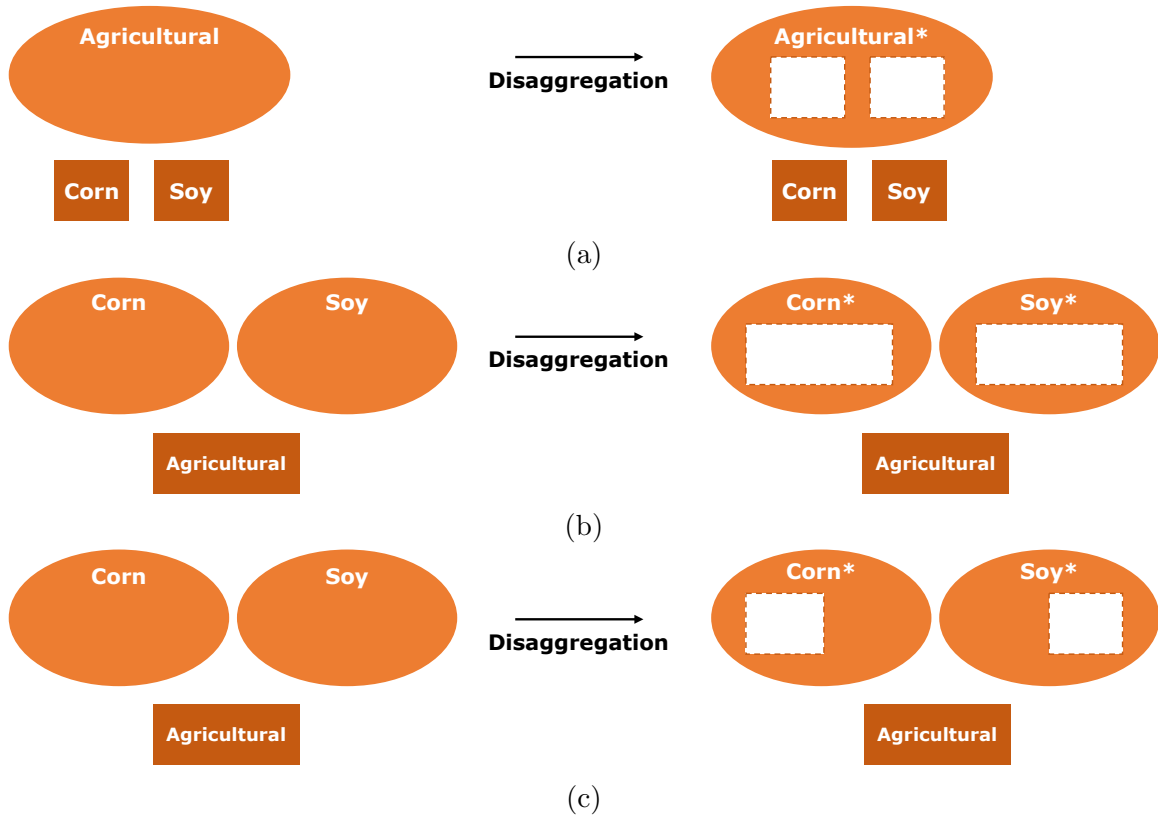 Agricultural
Agricultural*
Disaggregation
Corn
Soy
Corn
Soy
(a)
Corn
Soy
Corn*
Soy*
Disaggregation
Agricultural
Agricultural
(b)
Corn
Soy
Corn*
Soy*
Disaggregation
Agricultural
Agricultural
(c)